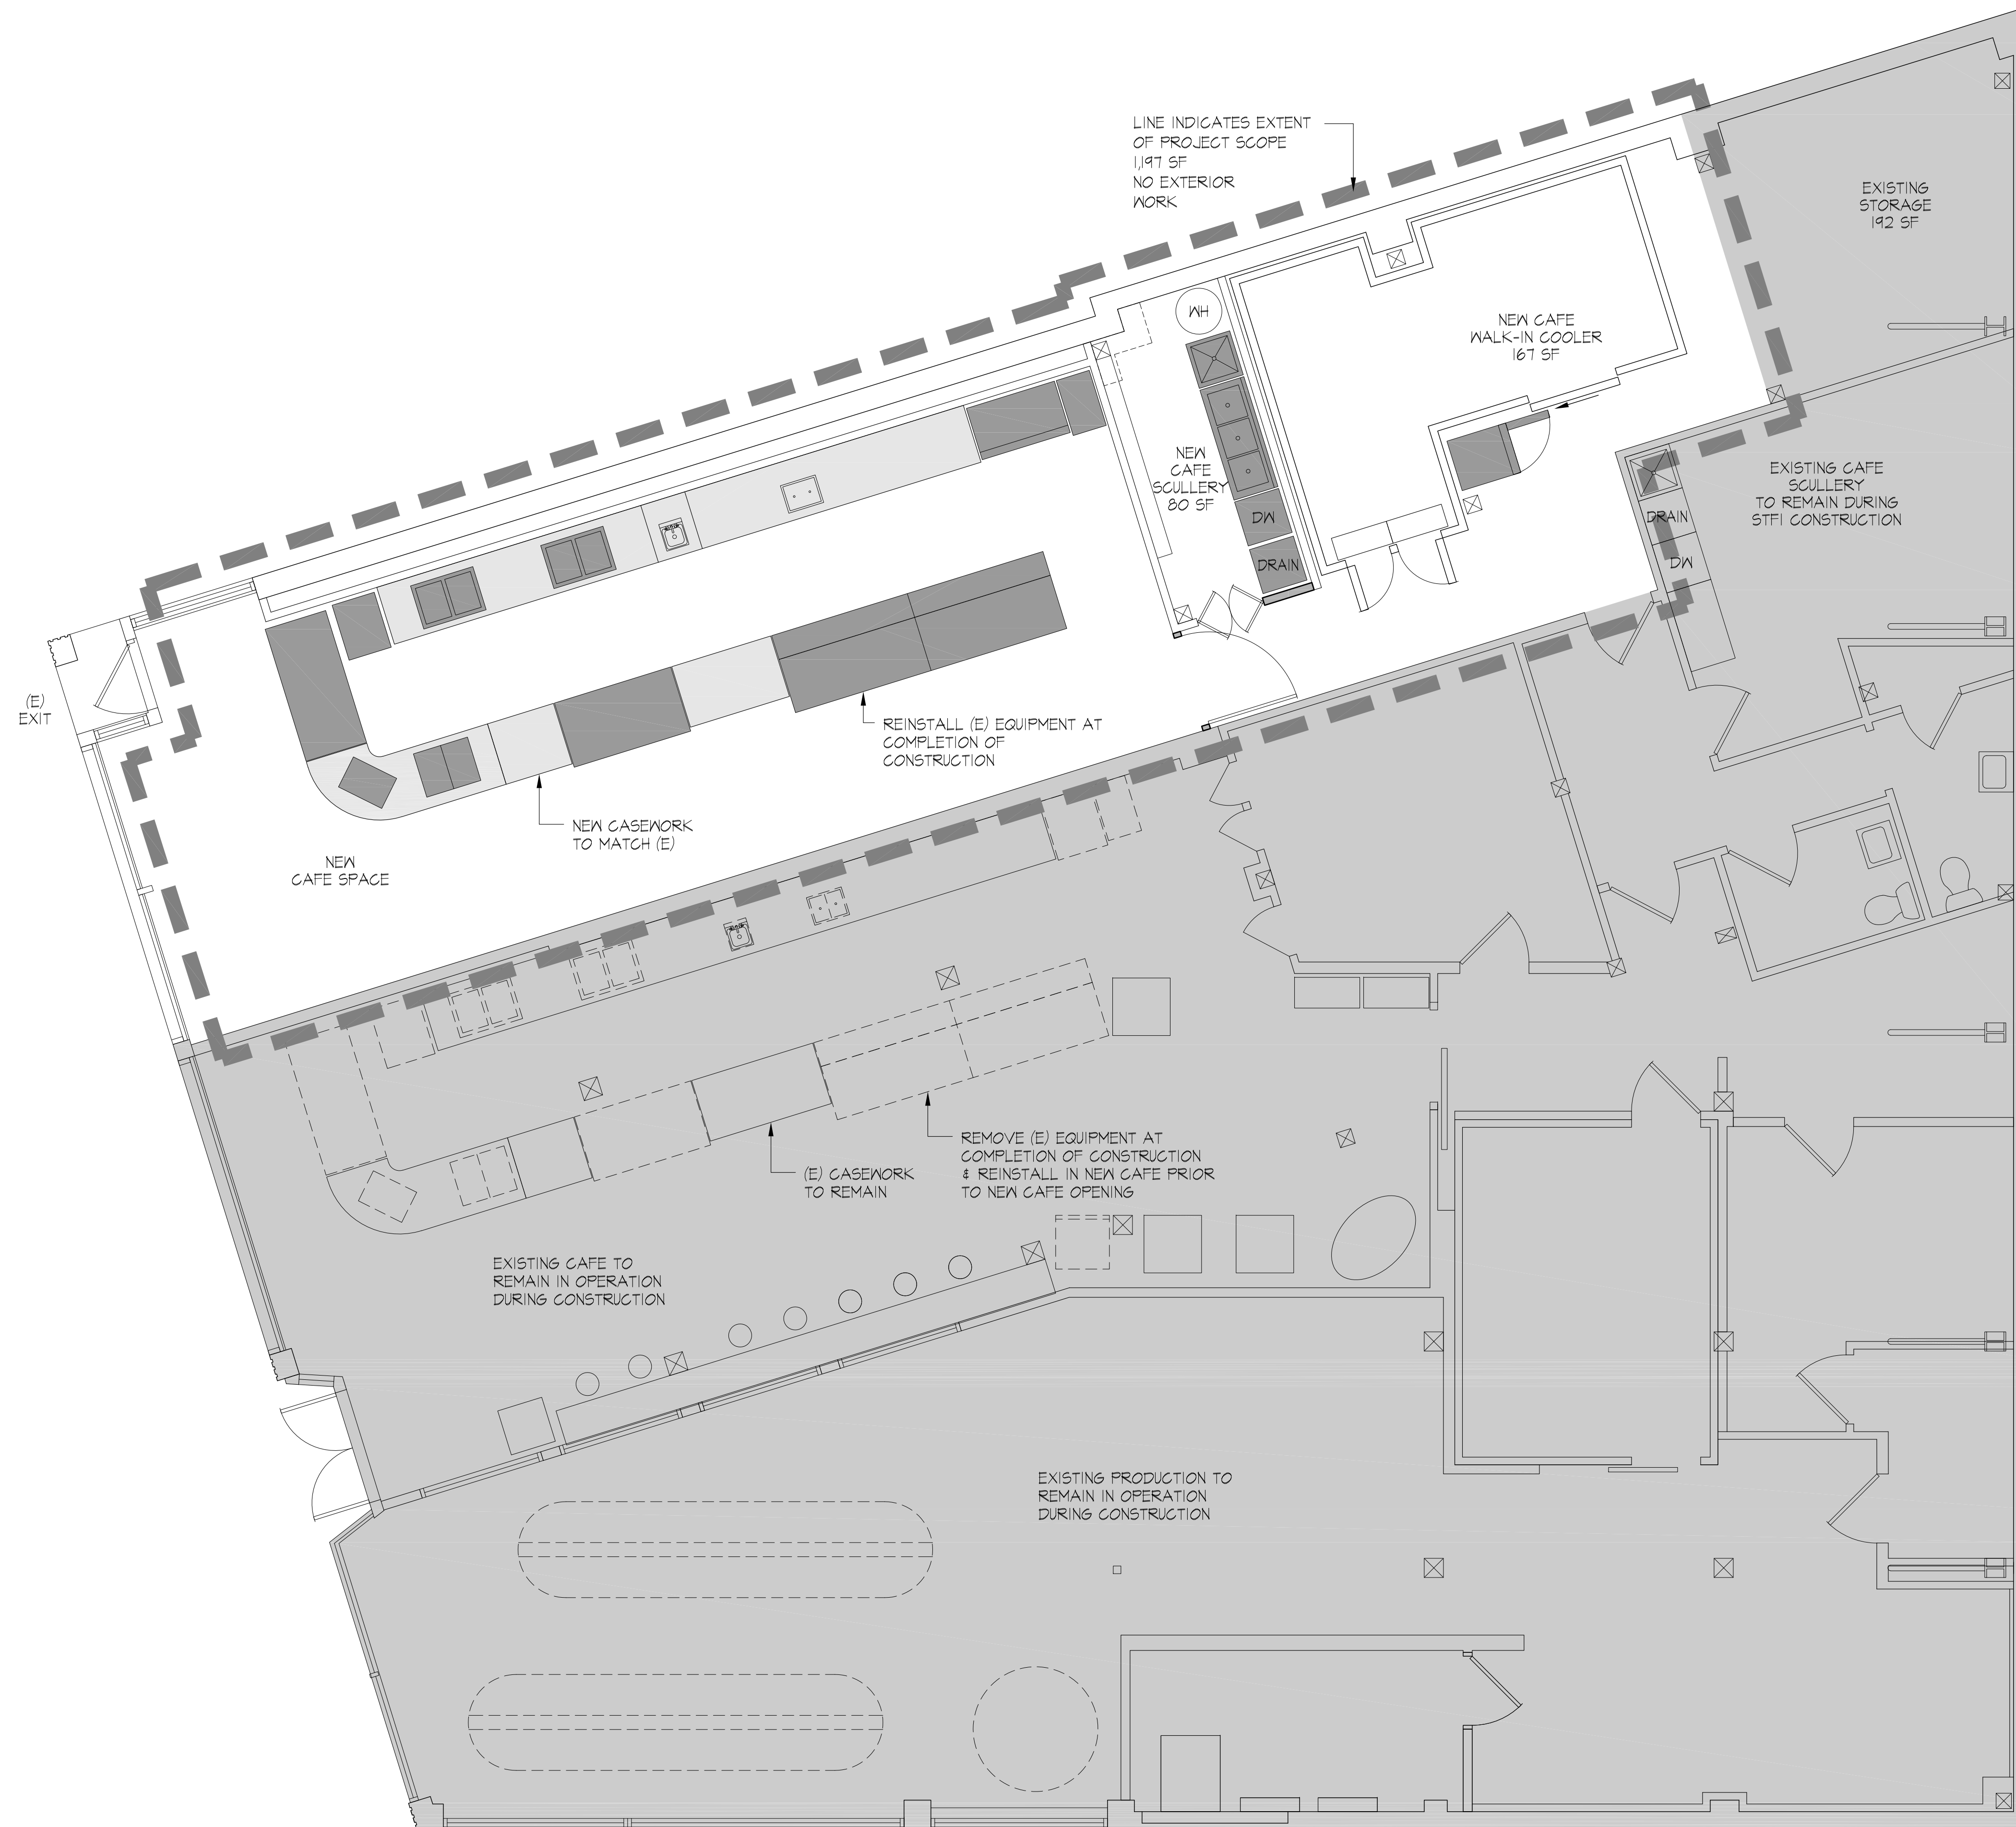 LINE INDICATES EXTENT
OF PROJECT SCOPE
1,197 SF
NO EXTERIOR
WORK
EXISTING
STORAGE
192 SF
WH
NEW CAFE
WALK-IN COOLER
167 SF
NEW
CAFE
SCULLERY
80 SF
DW
DRAIN
EXISTING CAFE
SCULLERY
TO REMAIN DURING
STFI CONSTRUCTION
DRAIN
DW
(E)
EXIT
REINSTALL (E) EQUIPMENT AT
COMPLETION OF
CONSTRUCTION
NEW CASEWORK
TO MATCH (E)
NEW
CAFE SPACE
REMOVE (E) EQUIPMENT AT
COMPLETION OF CONSTRUCTION
& REINSTALL IN NEW CAFE PRIOR
TO NEW CAFE OPENING
(E) CASEWORK
TO REMAIN
EXISTING CAFE TO
REMAIN IN OPERATION
DURING CONSTRUCTION
EXISTING PRODUCTION TO
REMAIN IN OPERATION
DURING CONSTRUCTION